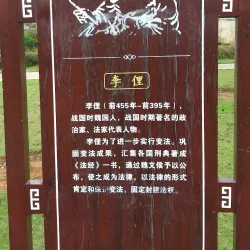 李悝
李悝（前455年-前395年），
战国时魏国人，战国时期著名的政
治家、法家代表人物。
李悝为了进一步实行变法，巩
固变法成果，汇集各国刑典著成
《法经》一书，通过魏文侯予以公
布，使之成为法律，以法律的形式
肯定和保护变法，固定封建法权。